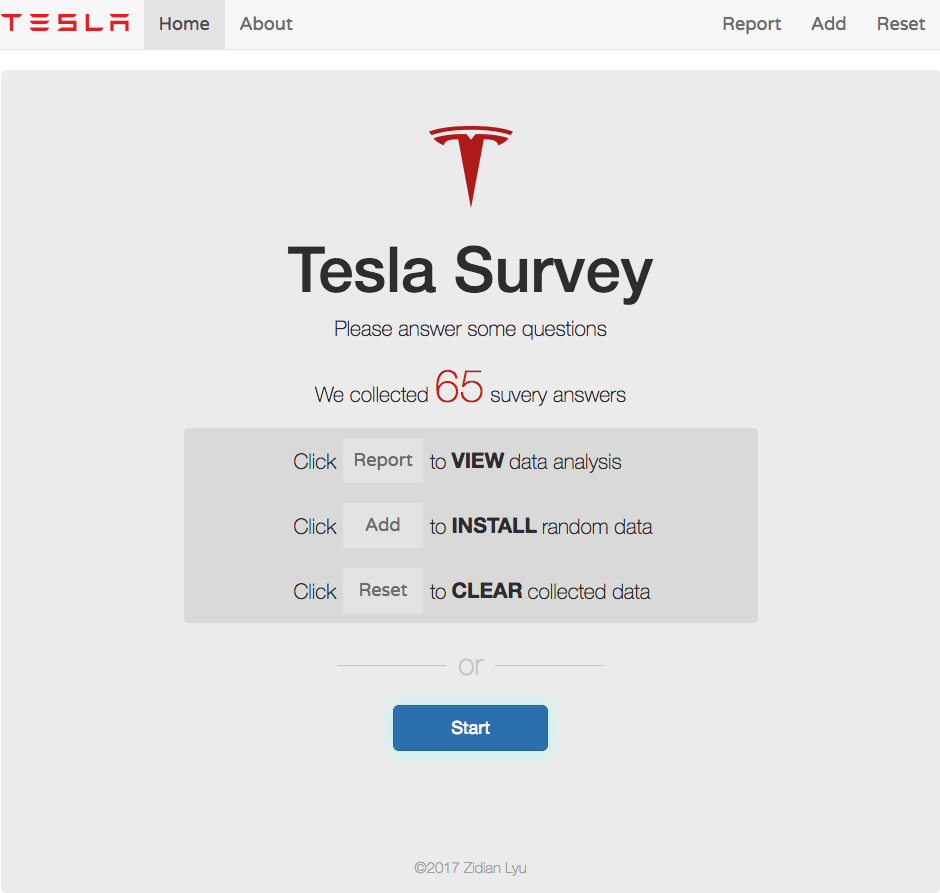 TESLA Home About Report Add Reset
Tesla Survey
Please answer some questions
We collected 65 suvery answers
Click Report to VIEW data analysis
Click Add to INSTALL random data
Click Reset to CLEAR collected data
or
Start
©2017 Zidian Lyu